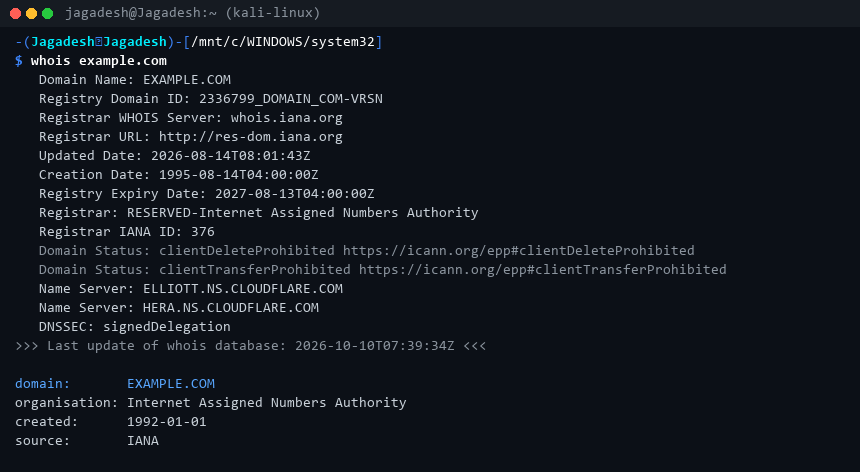 jagadesh@Jagadesh:~ (kali-linux)
-(Jagadesh⍰Jagadesh)-[/mnt/c/WINDOWS/system32]
$ whois example.com
Domain Name: EXAMPLE.COM
Registry Domain ID: 2336799_DOMAIN_COM-VRSN
Registrar WHOIS Server: whois.iana.org
Registrar URL: http://res-dom.iana.org
Updated Date: 2026-08-14T08:01:43Z
Creation Date: 1995-08-14T04:00:00Z
Registry Expiry Date: 2027-08-13T04:00:00Z
Registrar: RESERVED-Internet Assigned Numbers Authority
Registrar IANA ID: 376
Domain Status: clientDeleteProhibited https://icann.org/epp#clientDeleteProhibited
Domain Status: clientTransferProhibited https://icann.org/epp#clientTransferProhibited
Name Server: ELLIOTT.NS.CLOUDFLARE.COM
Name Server: HERA.NS.CLOUDFLARE.COM
DNSSEC: signedDelegation
>>> Last update of whois database: 2026-10-10T07:39:34Z <<<
domain: EXAMPLE.COM
organisation: Internet Assigned Numbers Authority
created: 1992-01-01
source: IANA